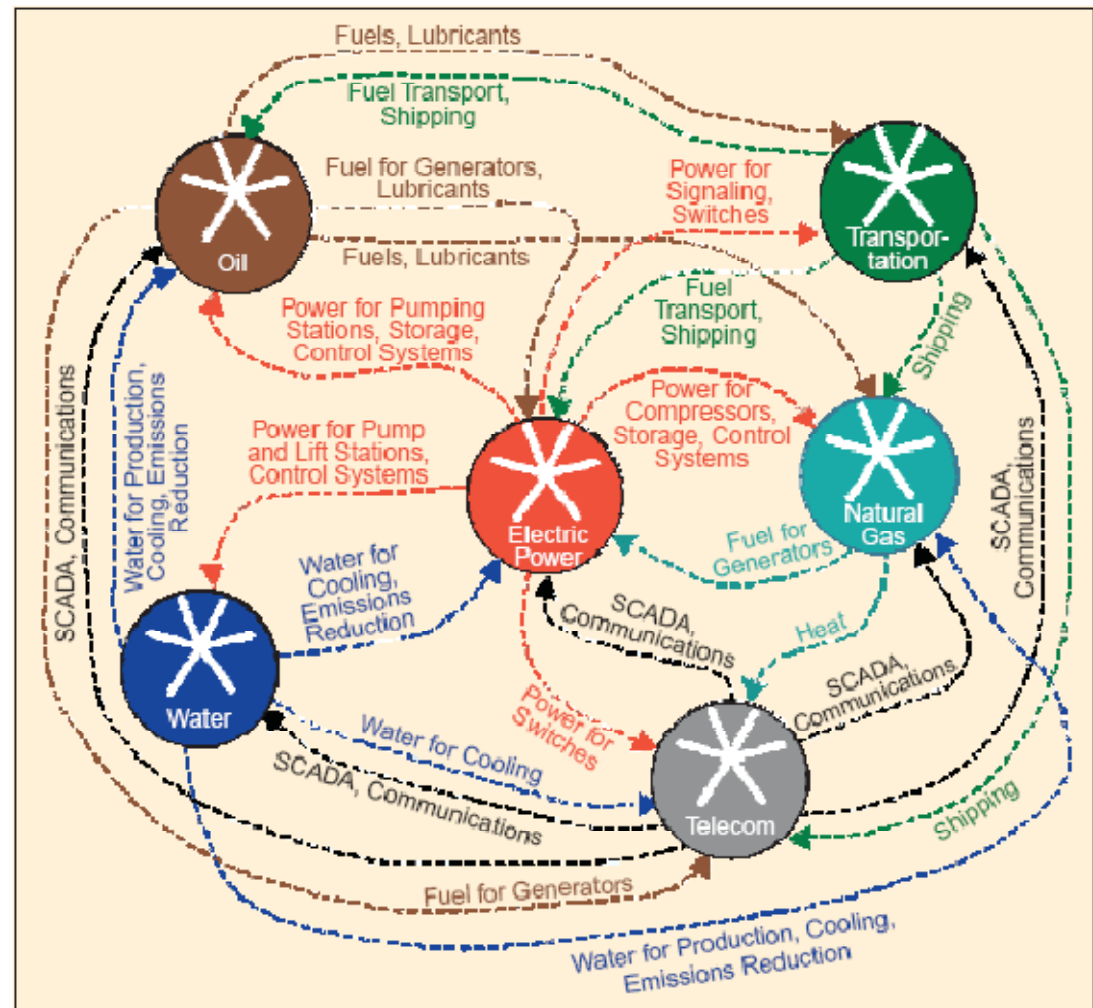 Fuels, Lubricants
Fuel Transport,
Shipping
Fuel for Generators,
Lubricants
Power for
Signaling,
Switches
Transpor-
tation
Oil
Fuels, Lubricants
Fuel
Transport,
Shipping
Shipping
Power for Pumping
Stations, Storage,
Control Systems
Power for
Compressors,
Storage, Control
Systems
Water for Production,
Cooling, Emissions
Reduction
SCADA, Communications
Power for Pump
and Lift Stations,
Control Systems
SCADA,
Communications
Electric
Power
Natural
Gas
Fuel for
Generators
Water for
Cooling,
Emissions
Reduction
SCADA,
Communications
Heat
SCADA,
Communications
Water
Power for
Switches
Water for Cooling
SCADA, Communications
Telecom
Shipping
Fuel for Generators
Water for Production, Cooling,
Emissions Reduction